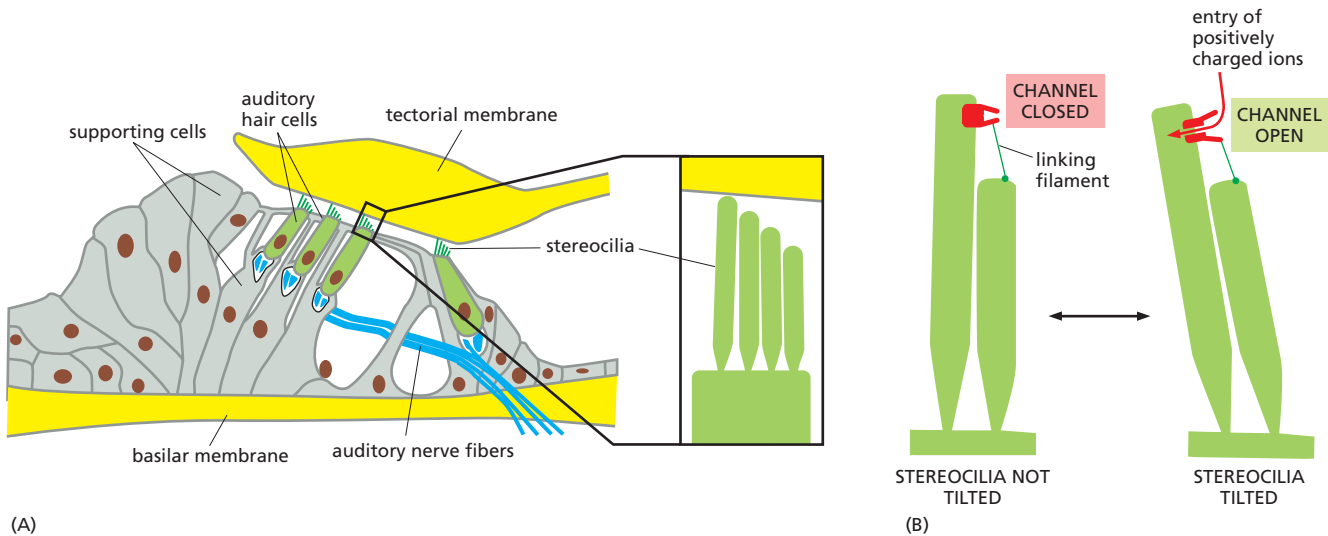 auditory
hair cells
supporting cells
tectorial membrane
stereocilia
basilar membrane
auditory nerve fibers
(A)
entry of
positively
charged ions
CHANNEL
CLOSED
CHANNEL
OPEN
linking
filament
STEREOCILIA NOT
TILTED
STEREOCILIA
TILTED
(B)